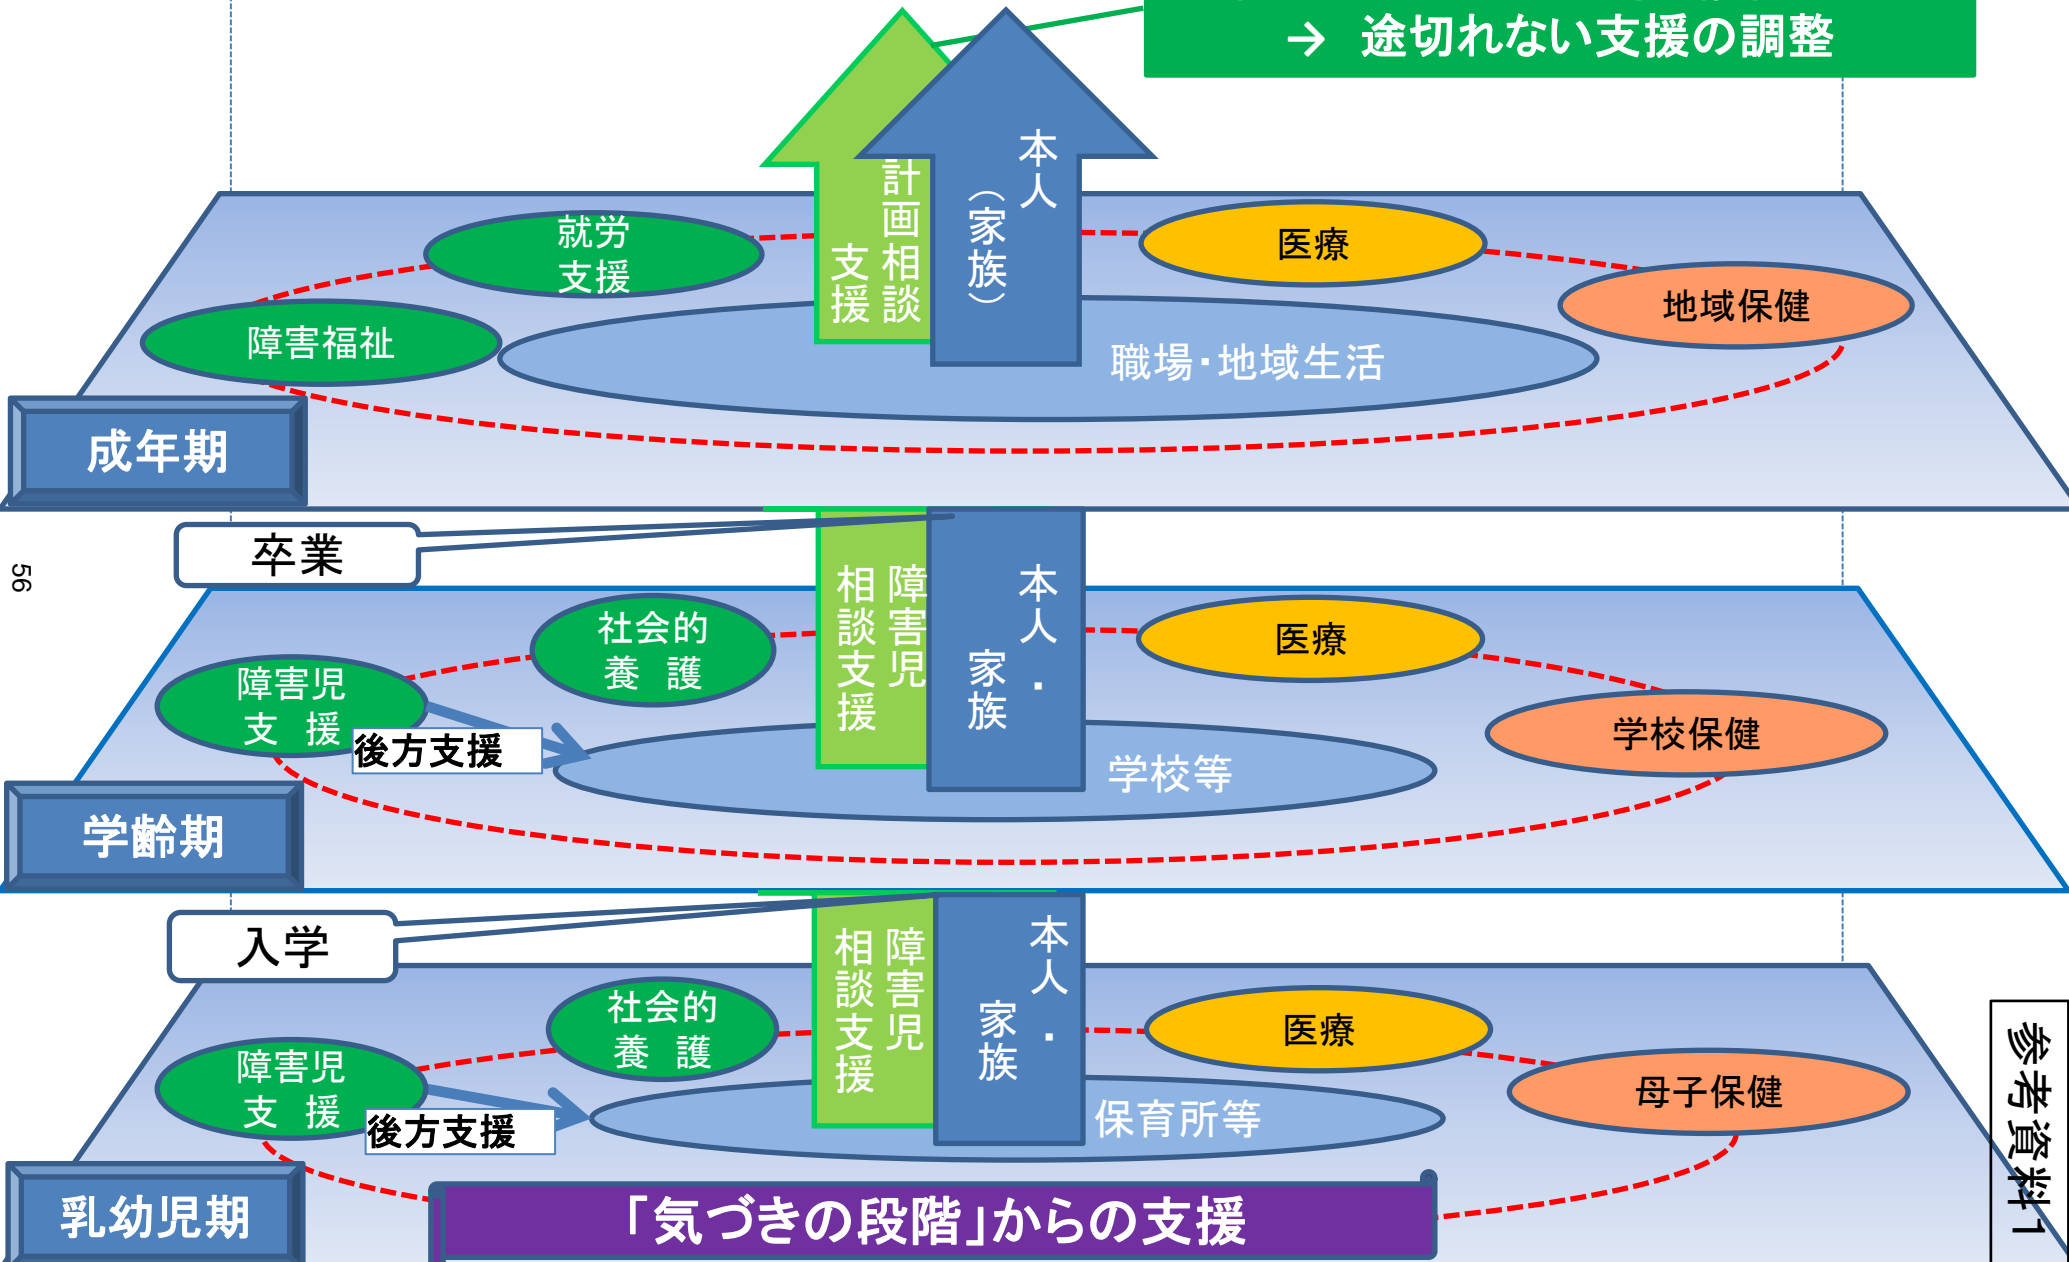 → 途切れない支援の調整
本人
(家族)
計画相談
支援
就労
支援
医療
地域保健
障害福祉
職場・地域生活
成年期
卒業
56
本人・
家族
障害児
相談支援
社会的
養 護
医療
障害児
支 援
後方支援
学校保健
学校等
学齢期
入学
本人・
家族
障害児
相談支援
社会的
養 護
医療
障害児
支 援
後方支援
母子保健
保育所等
乳幼児期
「気づきの段階」からの支援
参考資料1